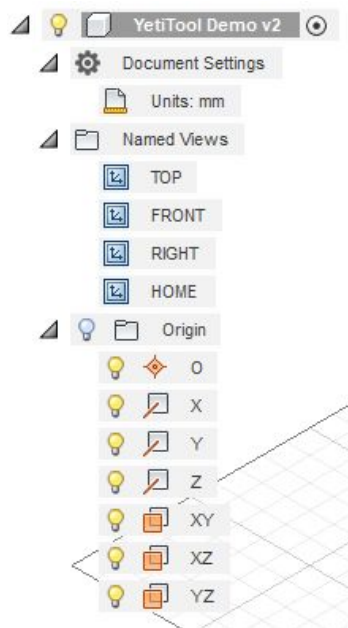 YetiTool Demo v2
Document Settings
Units: mm
Named Views
TOP
FRONT
RIGHT
HOME
Origin
O
X
Y
Z
XY
XZ
YZ